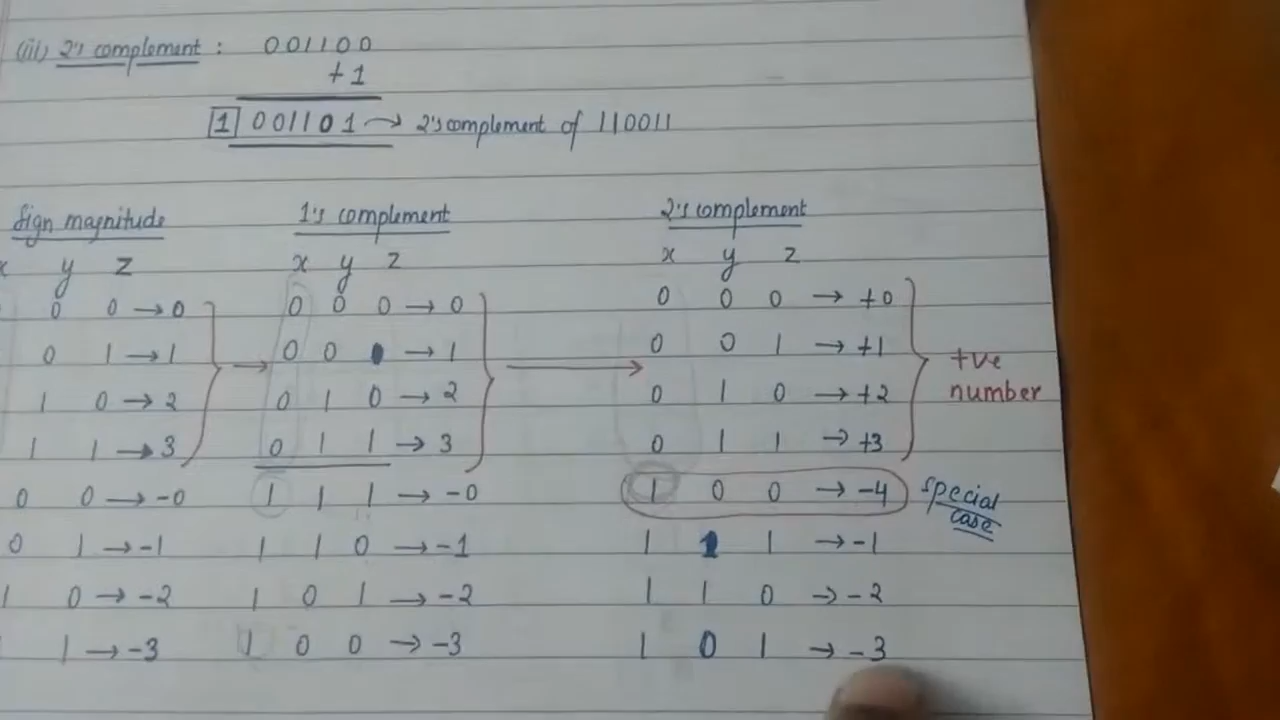 (iii) 2's complement : 001100
+1
1 001101 → 2's complement of 110011
Sign magnitude 1's complement 2's complement
x y z x y z x y z
0 0 → 0 0 0 0 → 0 0 0 0 → +0
0 1 → 1 0 0 1 → 1 0 0 1 → +1
1 0 → 2 0 1 0 → 2 0 1 0 → +2
1 1 → 3 0 1 1 → 3 0 1 1 → +3
+ve
number
0 0 → -0 1 1 1 → -0 1 0 0 → -4 special
case
0 1 → -1 1 1 0 → -1 1 1 1 → -1
1 0 → -2 1 0 1 → -2 1 1 0 → -2
1 1 → -3 1 0 0 → -3 1 0 1 → -3